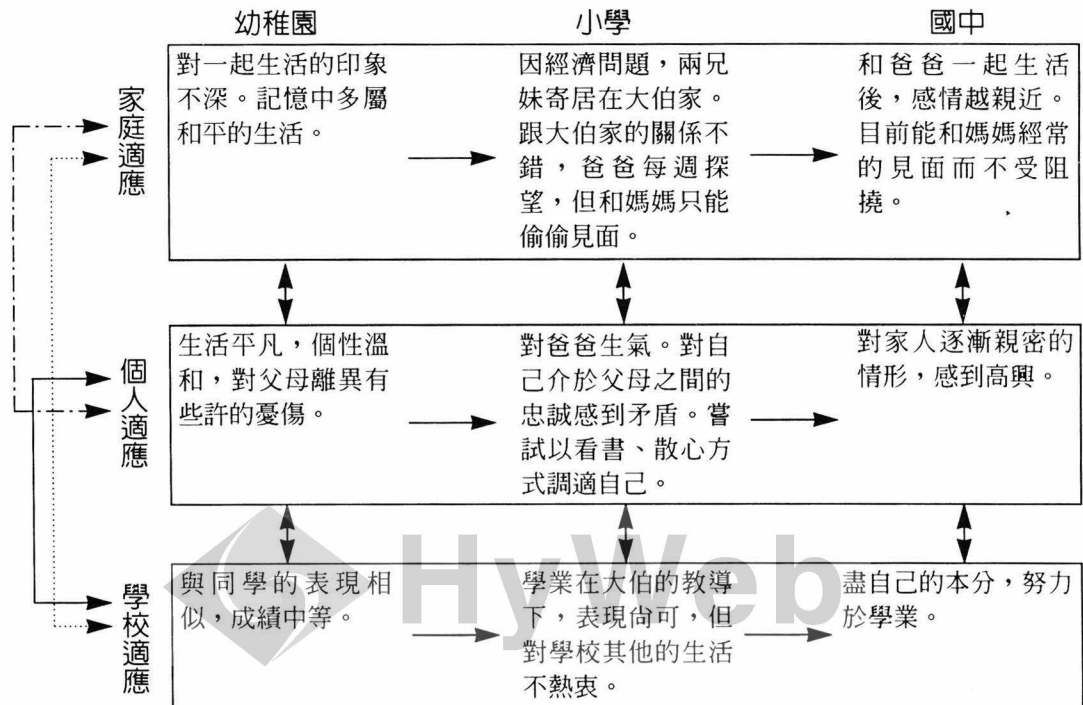 幼稚園
小學
國中
家庭適應
對一起生活的印象
不深。記憶中多屬
和平的生活。
因經濟問題，兩兄
妹寄居在大伯家。
跟大伯家的關係不
錯，爸爸每週探
望，但和媽媽只能
偷偷見面。
和爸爸一起生活
後，感情越親近。
目前能和媽媽經常
的見面而不受阻
撓。
個人適應
生活平凡，個性溫
和，對父母離異有
些許的憂傷。
對爸爸生氣。對自
己介於父母之間的
忠誠感到矛盾。嘗
試以看書、散心方
式調適自己。
對家人逐漸親密的
情形，感到高興。
學校適應
與同學的表現相
似，成績中等。
學業在大伯的教導
下，表現尚可，但
對學校其他的生活
不熱衷。
盡自己的本分，努力
於學業。
HyWeb